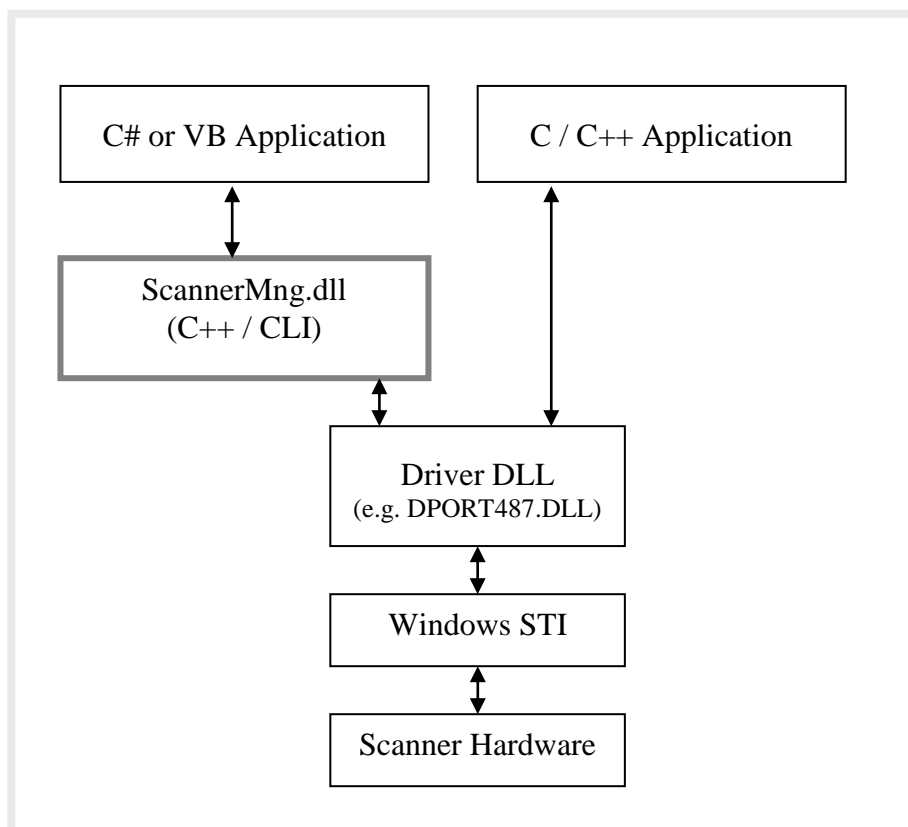 C# or VB Application
C / C++ Application
ScannerMng.dll
(C++ / CLI)
Driver DLL
(e.g. DPORT487.DLL)
Windows STI
Scanner Hardware